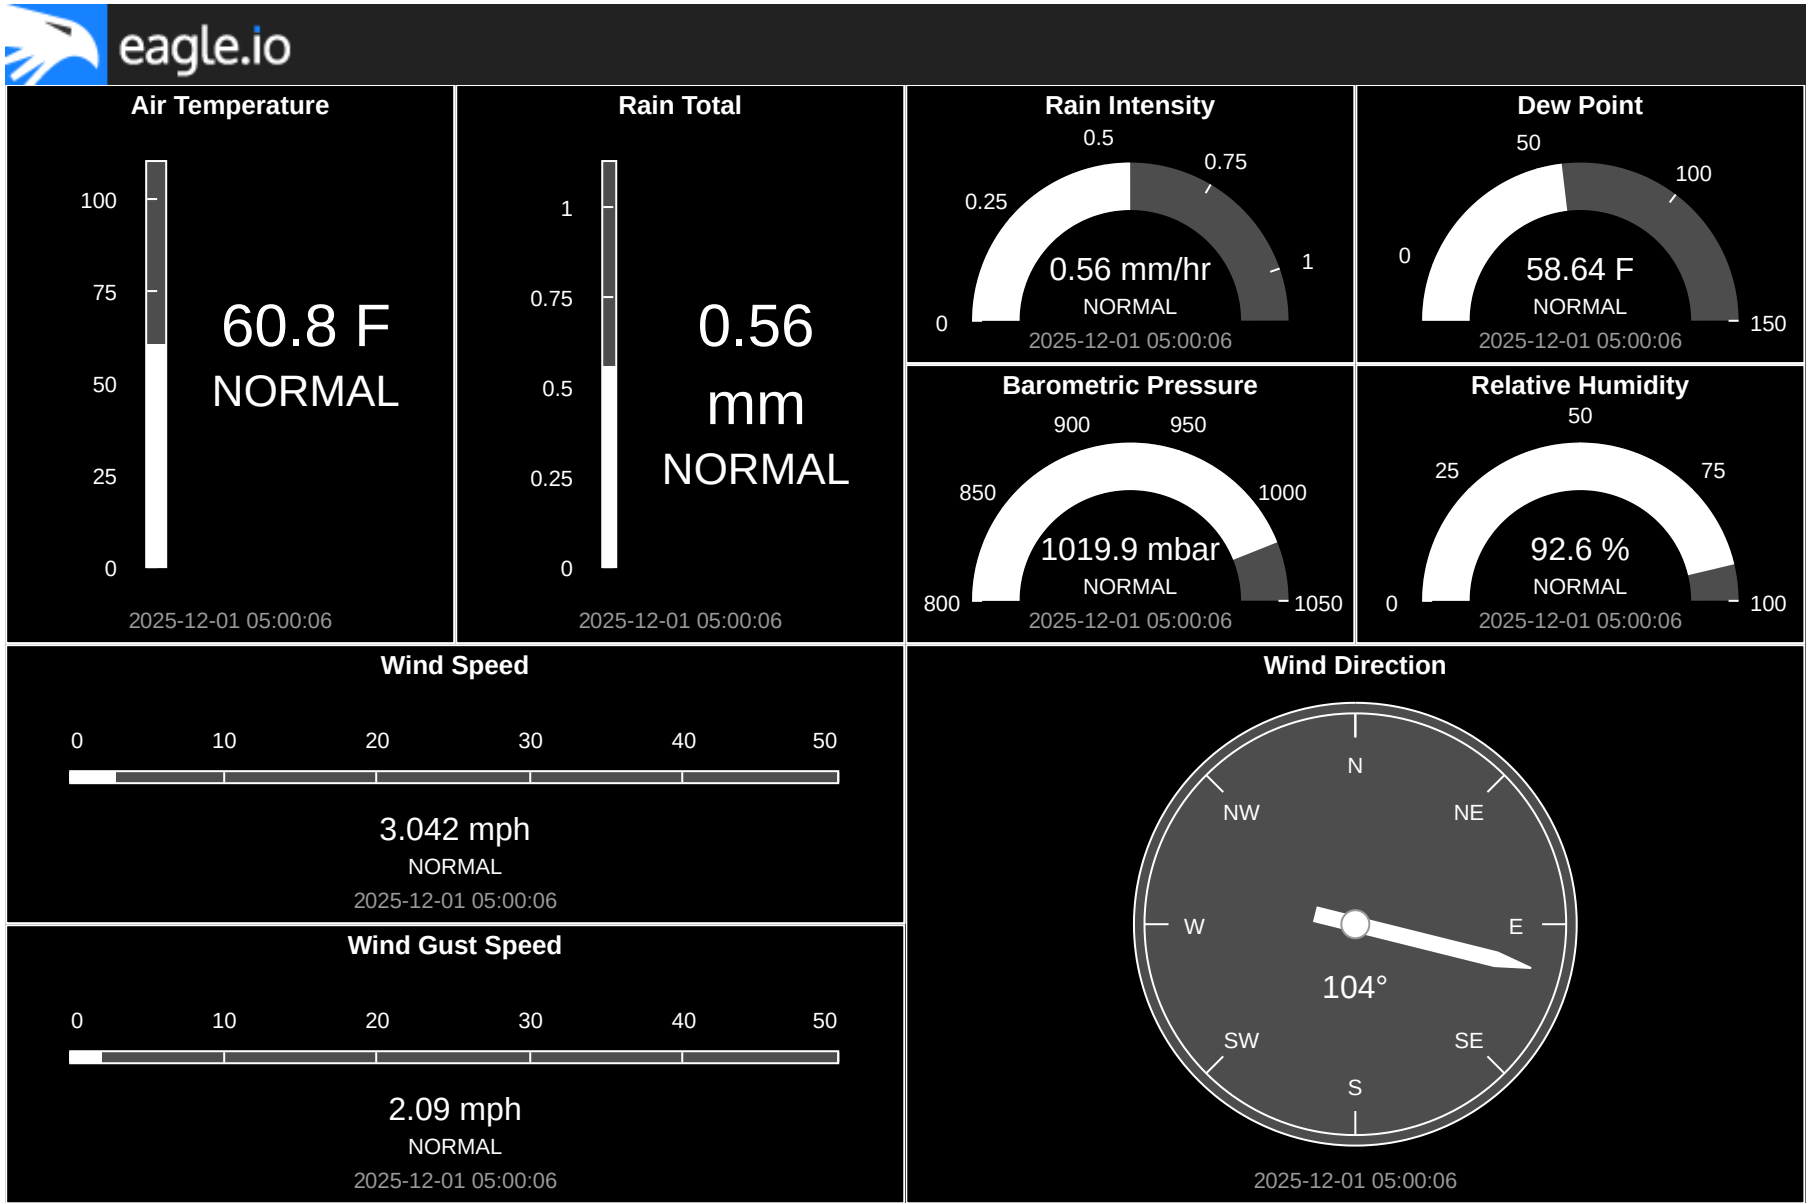 eagle.io
Air Temperature
100
75
50
25
0
60.8 F
NORMAL
2025-12-01 05:00:06
Rain Total
1
0.75
0.5
0.25
0
0.56
mm
NORMAL
2025-12-01 05:00:06
Rain Intensity
0
0.25
0.5
0.75
1
0.56 mm/hr
NORMAL
2025-12-01 05:00:06
Dew Point
0
50
100
150
58.64 F
NORMAL
2025-12-01 05:00:06
Barometric Pressure
800
850
900
950
1000
1050
1019.9 mbar
NORMAL
2025-12-01 05:00:06
Relative Humidity
0
25
50
75
100
92.6 %
NORMAL
2025-12-01 05:00:06
Wind Speed
0 10 20 30 40 50
3.042 mph
NORMAL
2025-12-01 05:00:06
Wind Gust Speed
0 10 20 30 40 50
2.09 mph
NORMAL
2025-12-01 05:00:06
Wind Direction
N
NW NE
W E
104°
SW SE
S
2025-12-01 05:00:06